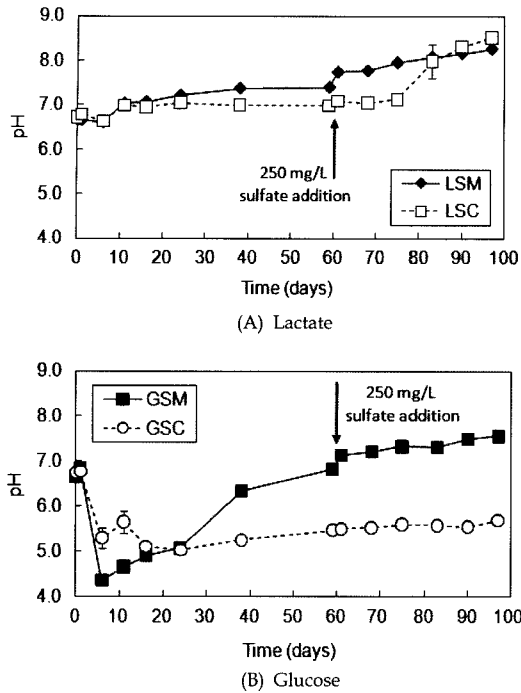 9.0
8.0
7.0
6.0
5.0
4.0
pH
250 mg/L
sulfate addition
LSM
LSC
0 10 20 30 40 50 60 70 80 90 100
Time (days)
(A) Lactate
9.0
8.0
7.0
6.0
5.0
4.0
pH
GSM
GSC
250 mg/L
sulfate addition
0 10 20 30 40 50 60 70 80 90 100
Time (days)
(B) Glucose